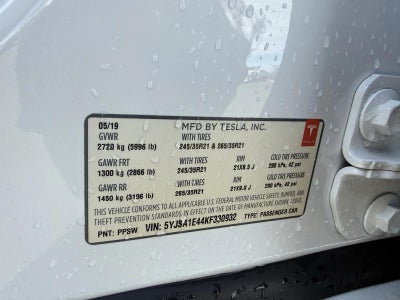 05/19 MFD BY TESLA, INC.
GVWR WITH TIRES
2720 kg (5996 lb) 245/35R21 & 265/35R21
GAWR FRT WITH TIRES RIM COLD TIRE PRESSURE
1300 kg (2866 lb) 245/35R21 21X8.5 J 290 kPa, 42 psi
GAWR RR WITH TIRES RIM COLD TIRE PRESSURE
1450 kg (3196 lb) 265/35R21 21X9.0 J 290 kPa, 42 psi
THIS VEHICLE CONFORMS TO ALL APPLICABLE U.S. FEDERAL MOTOR VEHICLE SAFETY, BUMPER, AND
THEFT PREVENTION STANDARDS IN EFFECT ON THE DATE OF MANUFACTURE SHOWN ABOVE.
PNT: PPSW VIN: 5YJSA1E44KF330932 TYPE: PASSENGER CAR